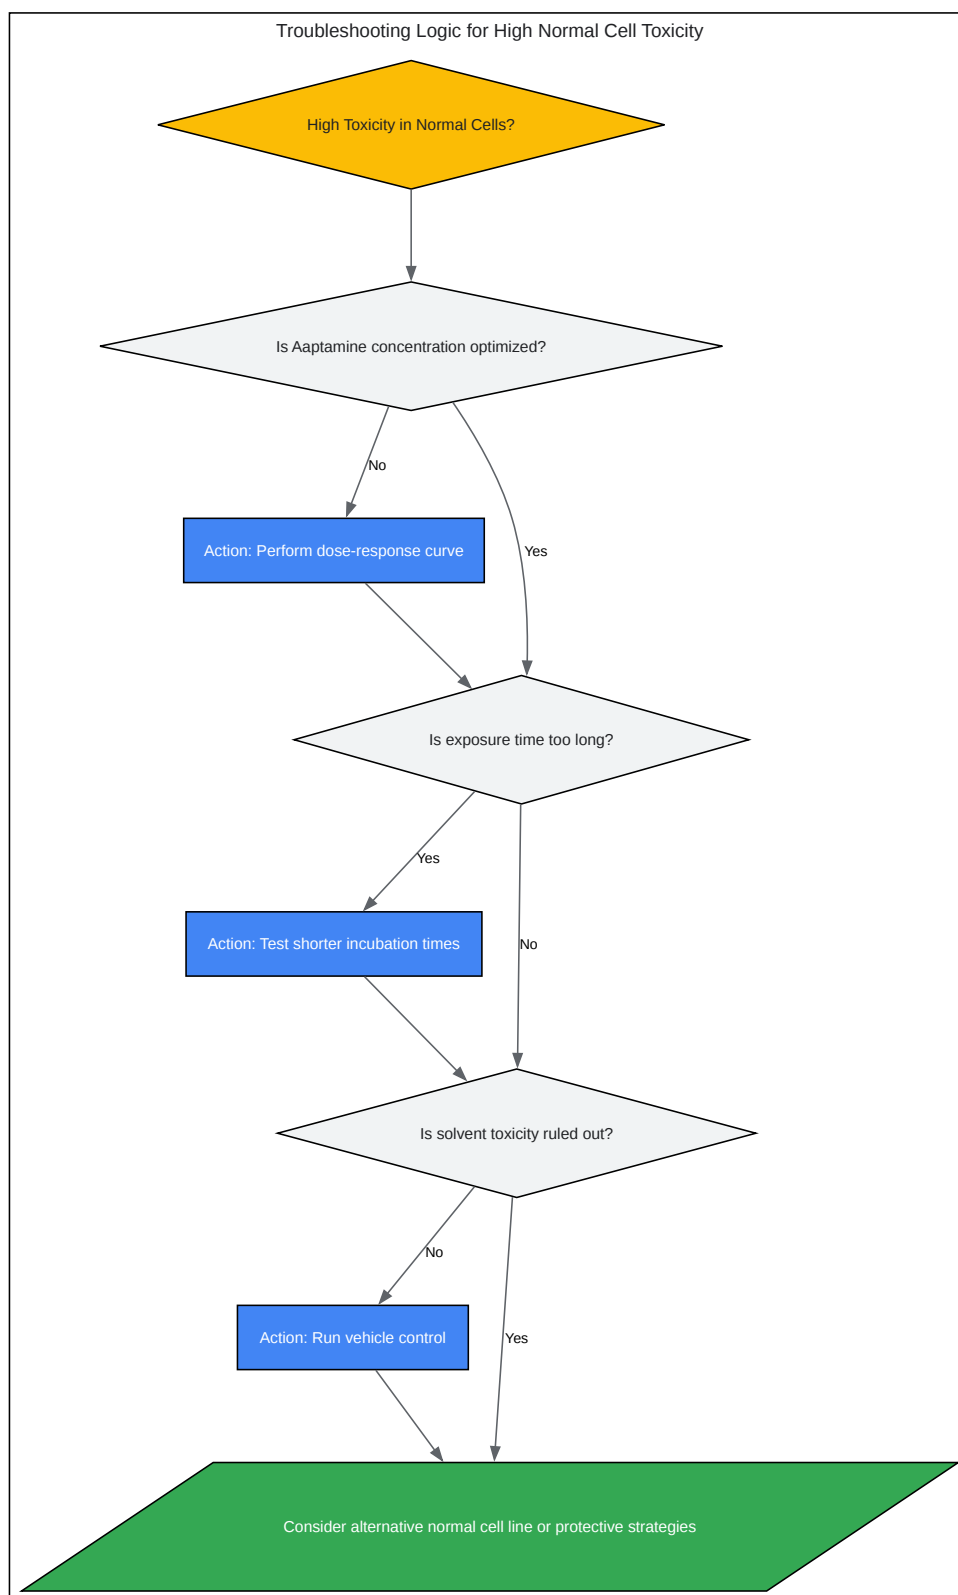 Troubleshooting Logic for High Normal Cell Toxicity
High Toxicity in Normal Cells?
Is Aaptamine concentration optimized?
No
Action: Perform dose-response curve
Yes
Is exposure time too long?
Yes
Action: Test shorter incubation times
No
Is solvent toxicity ruled out?
No
Action: Run vehicle control
Yes
Consider alternative normal cell line or protective strategies